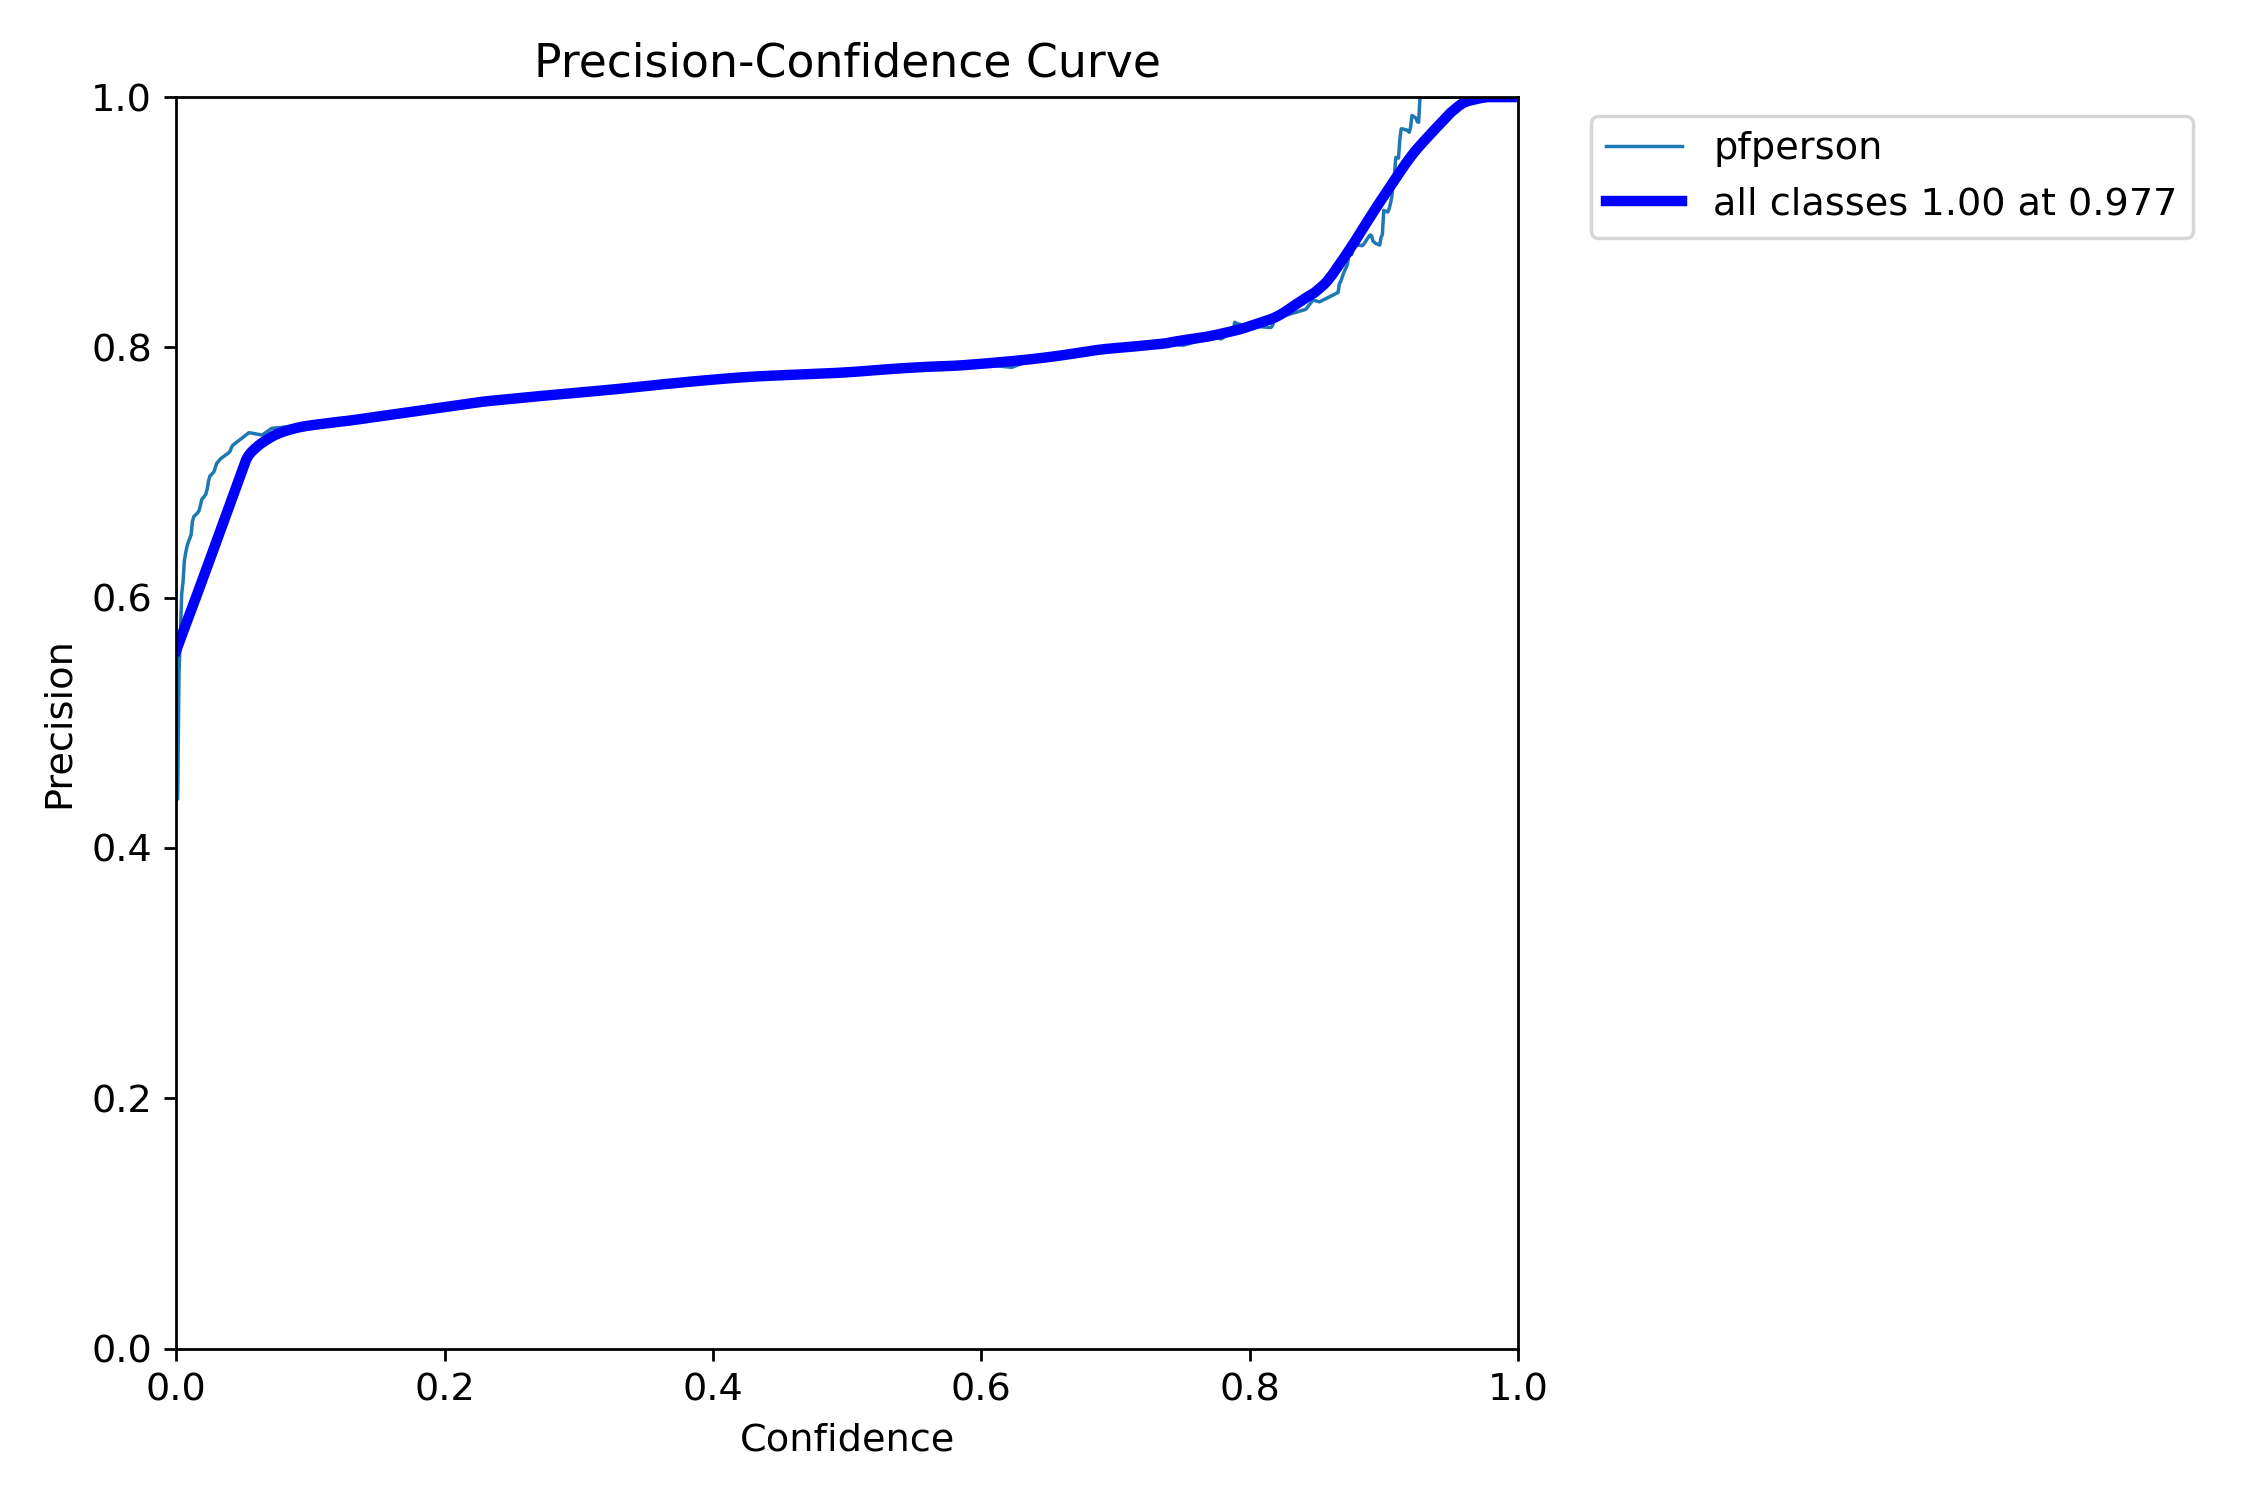 Precision-Confidence Curve
pfperson
all classes 1.00 at 0.977
Precision
1.0
0.8
0.6
0.4
0.2
0.0
0.0 0.2 0.4 0.6 0.8 1.0
Confidence